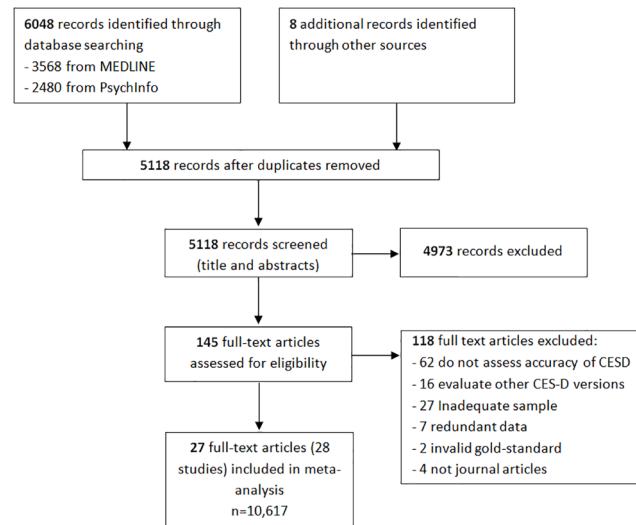 6048 records identified through
database searching
- 3568 from MEDLINE
- 2480 from PsychInfo
8 additional records identified
through other sources
5118 records after duplicates removed
5118 records screened
(title and abstracts)
4973 records excluded
145 full-text articles
assessed for eligibility
118 full text articles excluded:
- 62 do not assess accuracy of CESD
- 16 evaluate other CES-D versions
- 27 Inadequate sample
- 7 redundant data
- 2 invalid gold-standard
- 4 not journal articles
27 full-text articles (28
studies) included in meta-
analysis
n=10,617